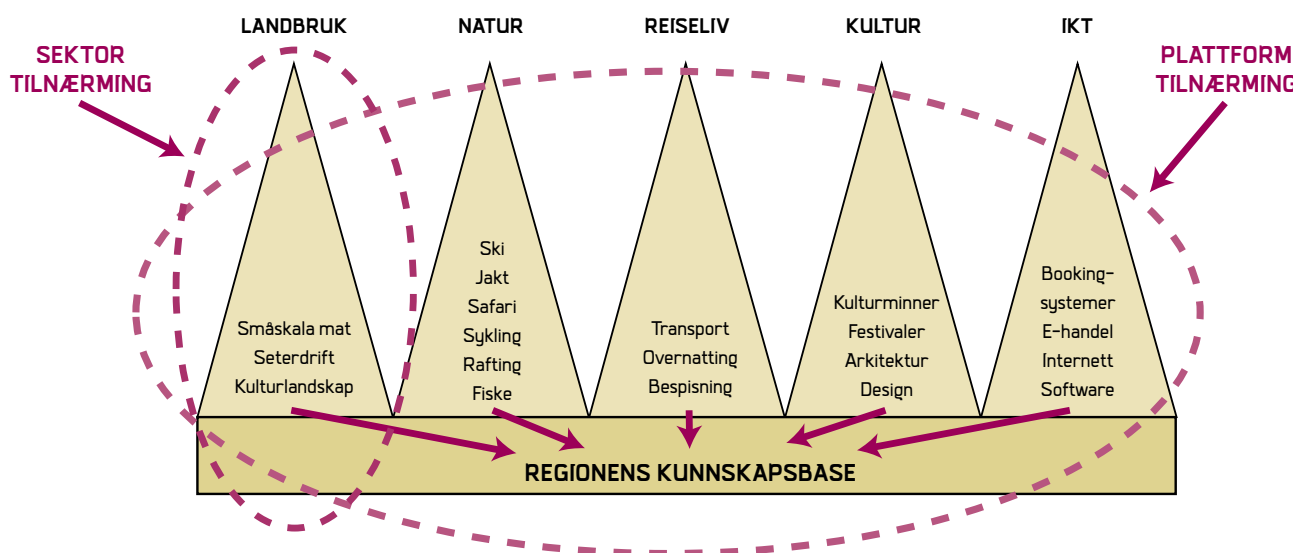 LANDBRUK
NATUR
REISELIV
KULTUR
IKT
SEKTOR
TILNÆRMING
PLATTFORM
TILNÆRMING
Småskala mat
Seterdrift
Kulturlandskap
Ski
Jakt
Safari
Sykling
Rafting
Fiske
Transport
Overnatting
Bespisning
Kulturminner
Festivaler
Arkitektur
Design
Booking-
systemer
E-handel
Internett
Software
REGIONENS KUNNSKAPSBASE